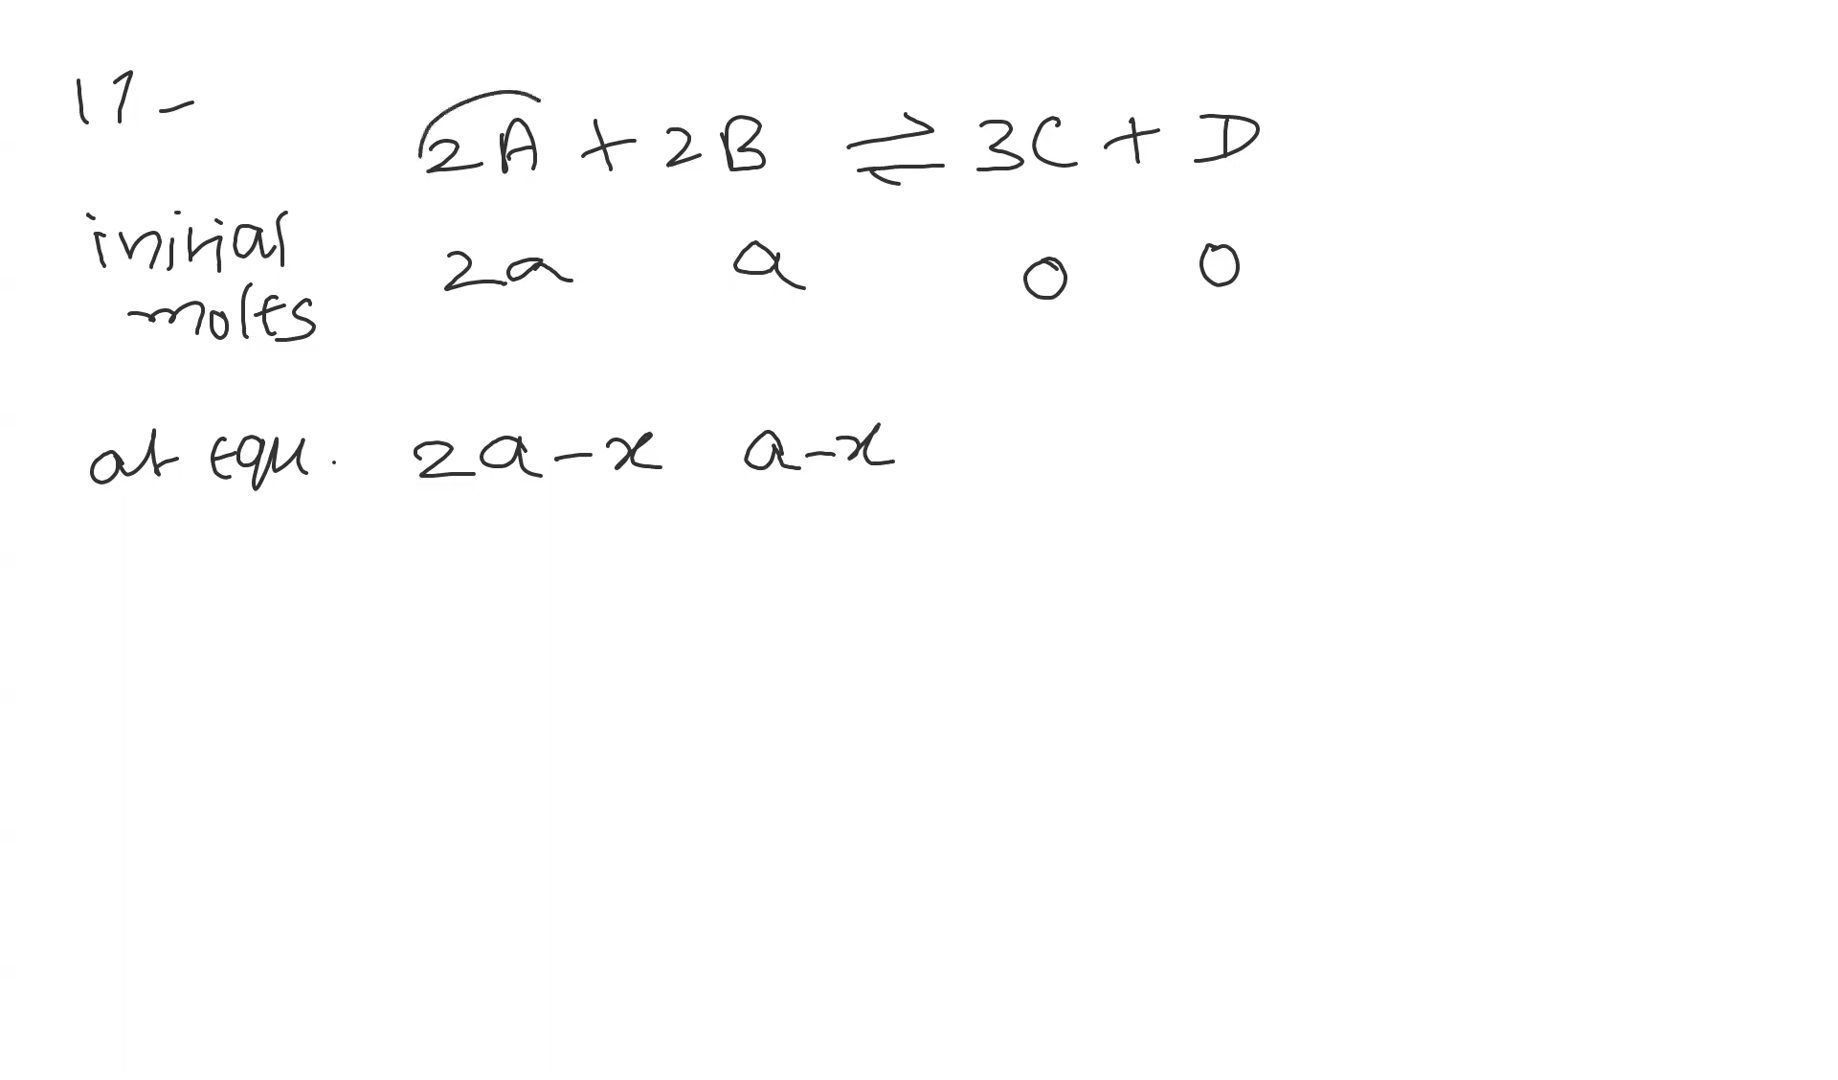 17-
2A + 2B ⇌ 3C + D
initial 2a a 0 0
moles
at equ. 2a-x a-x